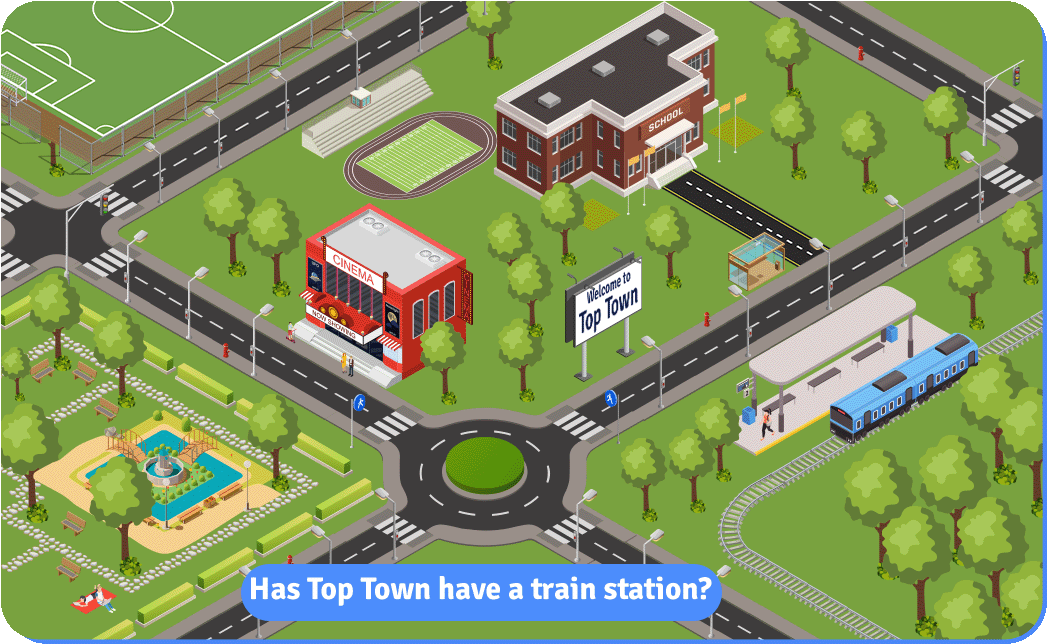 SCHOOL
CINEMA
NOW SHOWING
Welcome to
Top Town
Has Top Town have a train station?